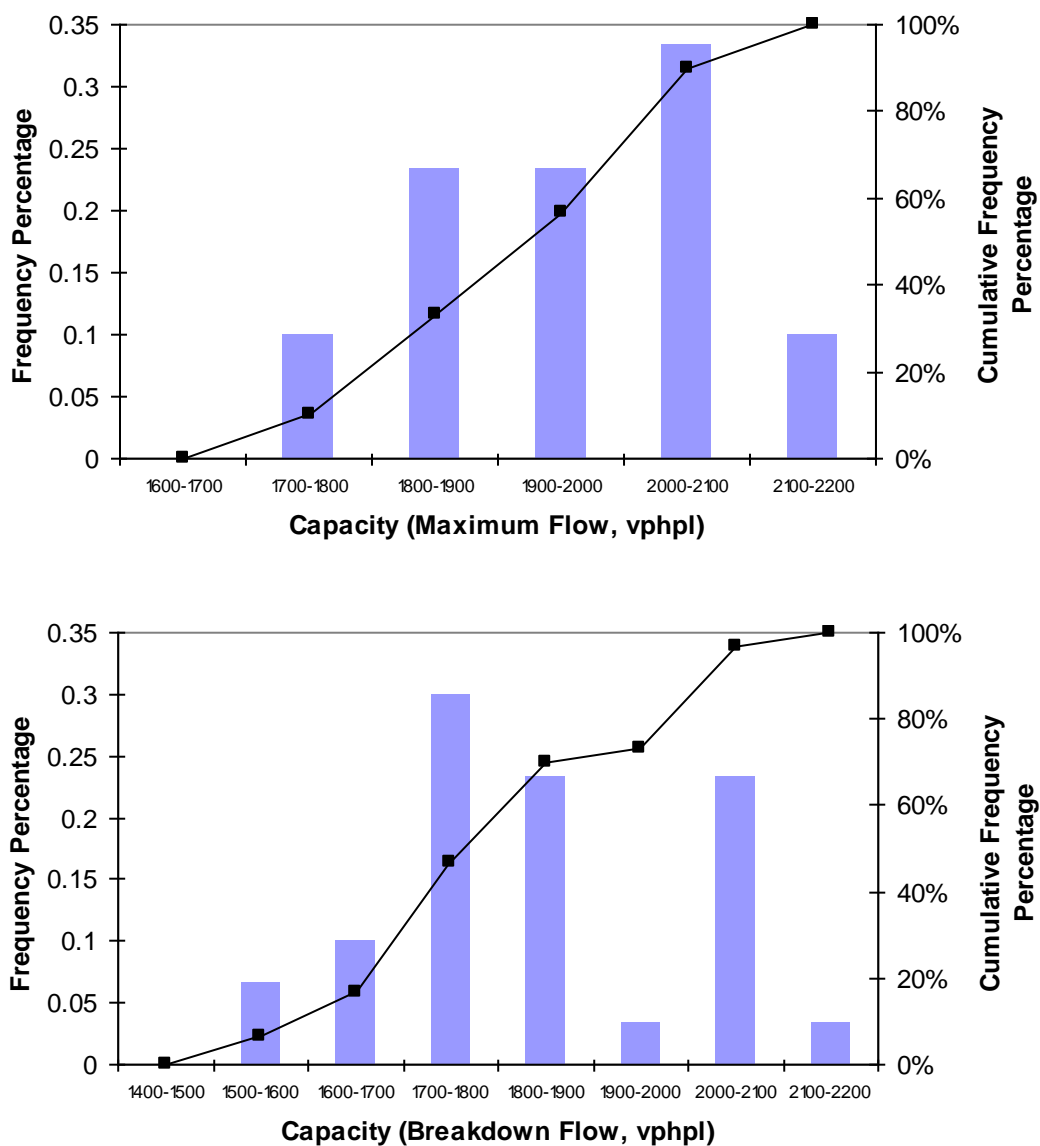 0.35
0.3
0.25
0.2
0.15
0.1
0.05
0
Frequency Percentage
100%
80%
60%
40%
20%
0%
Cumulative Frequency
Percentage
1600-1700 1700-1800 1800-1900 1900-2000 2000-2100 2100-2200
Capacity (Maximum Flow, vphpl)
0.35
0.3
0.25
0.2
0.15
0.1
0.05
0
Frequency Percentage
100%
80%
60%
40%
20%
0%
Cumulative Frequency
Percentage
1400-1500 1500-1600 1600-1700 1700-1800 1800-1900 1900-2000 2000-2100 2100-2200
Capacity (Breakdown Flow, vphpl)